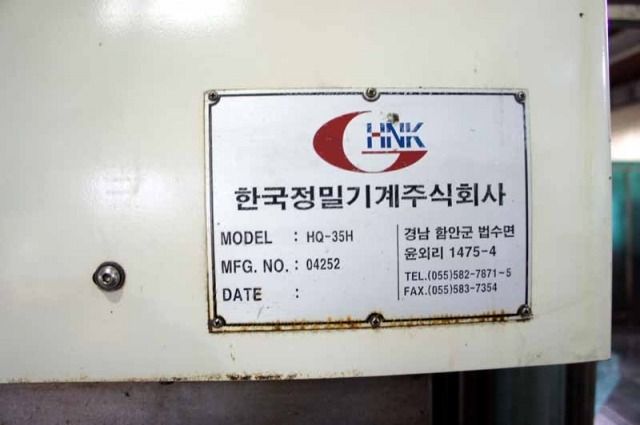 HNK
한국정밀기계주식회사
MODEL : HQ-35H
MFG. NO. : 04252
DATE :
경남 함안군 법수면
윤외리 1475-4
TEL.(055)582-7871~5
FAX.(055)583-7354